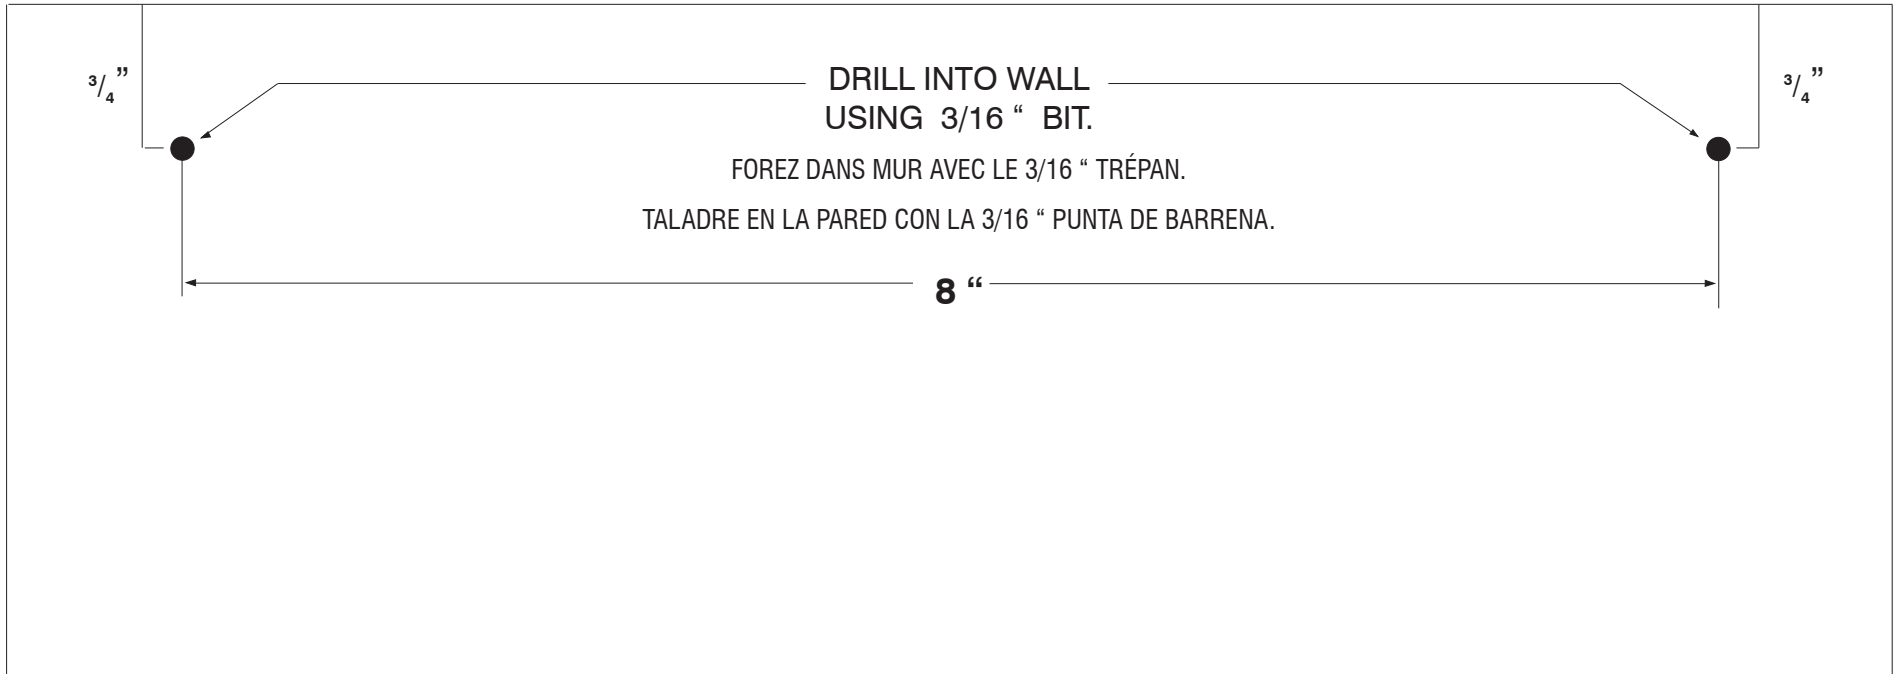 ³/₄” DRILL INTO WALL ³/₄”
USING 3/16 “ BIT.
FOREZ DANS MUR AVEC LE 3/16 “ TRÉPAN.
TALADRE EN LA PARED CON LA 3/16 “ PUNTA DE BARRENA.
8 “